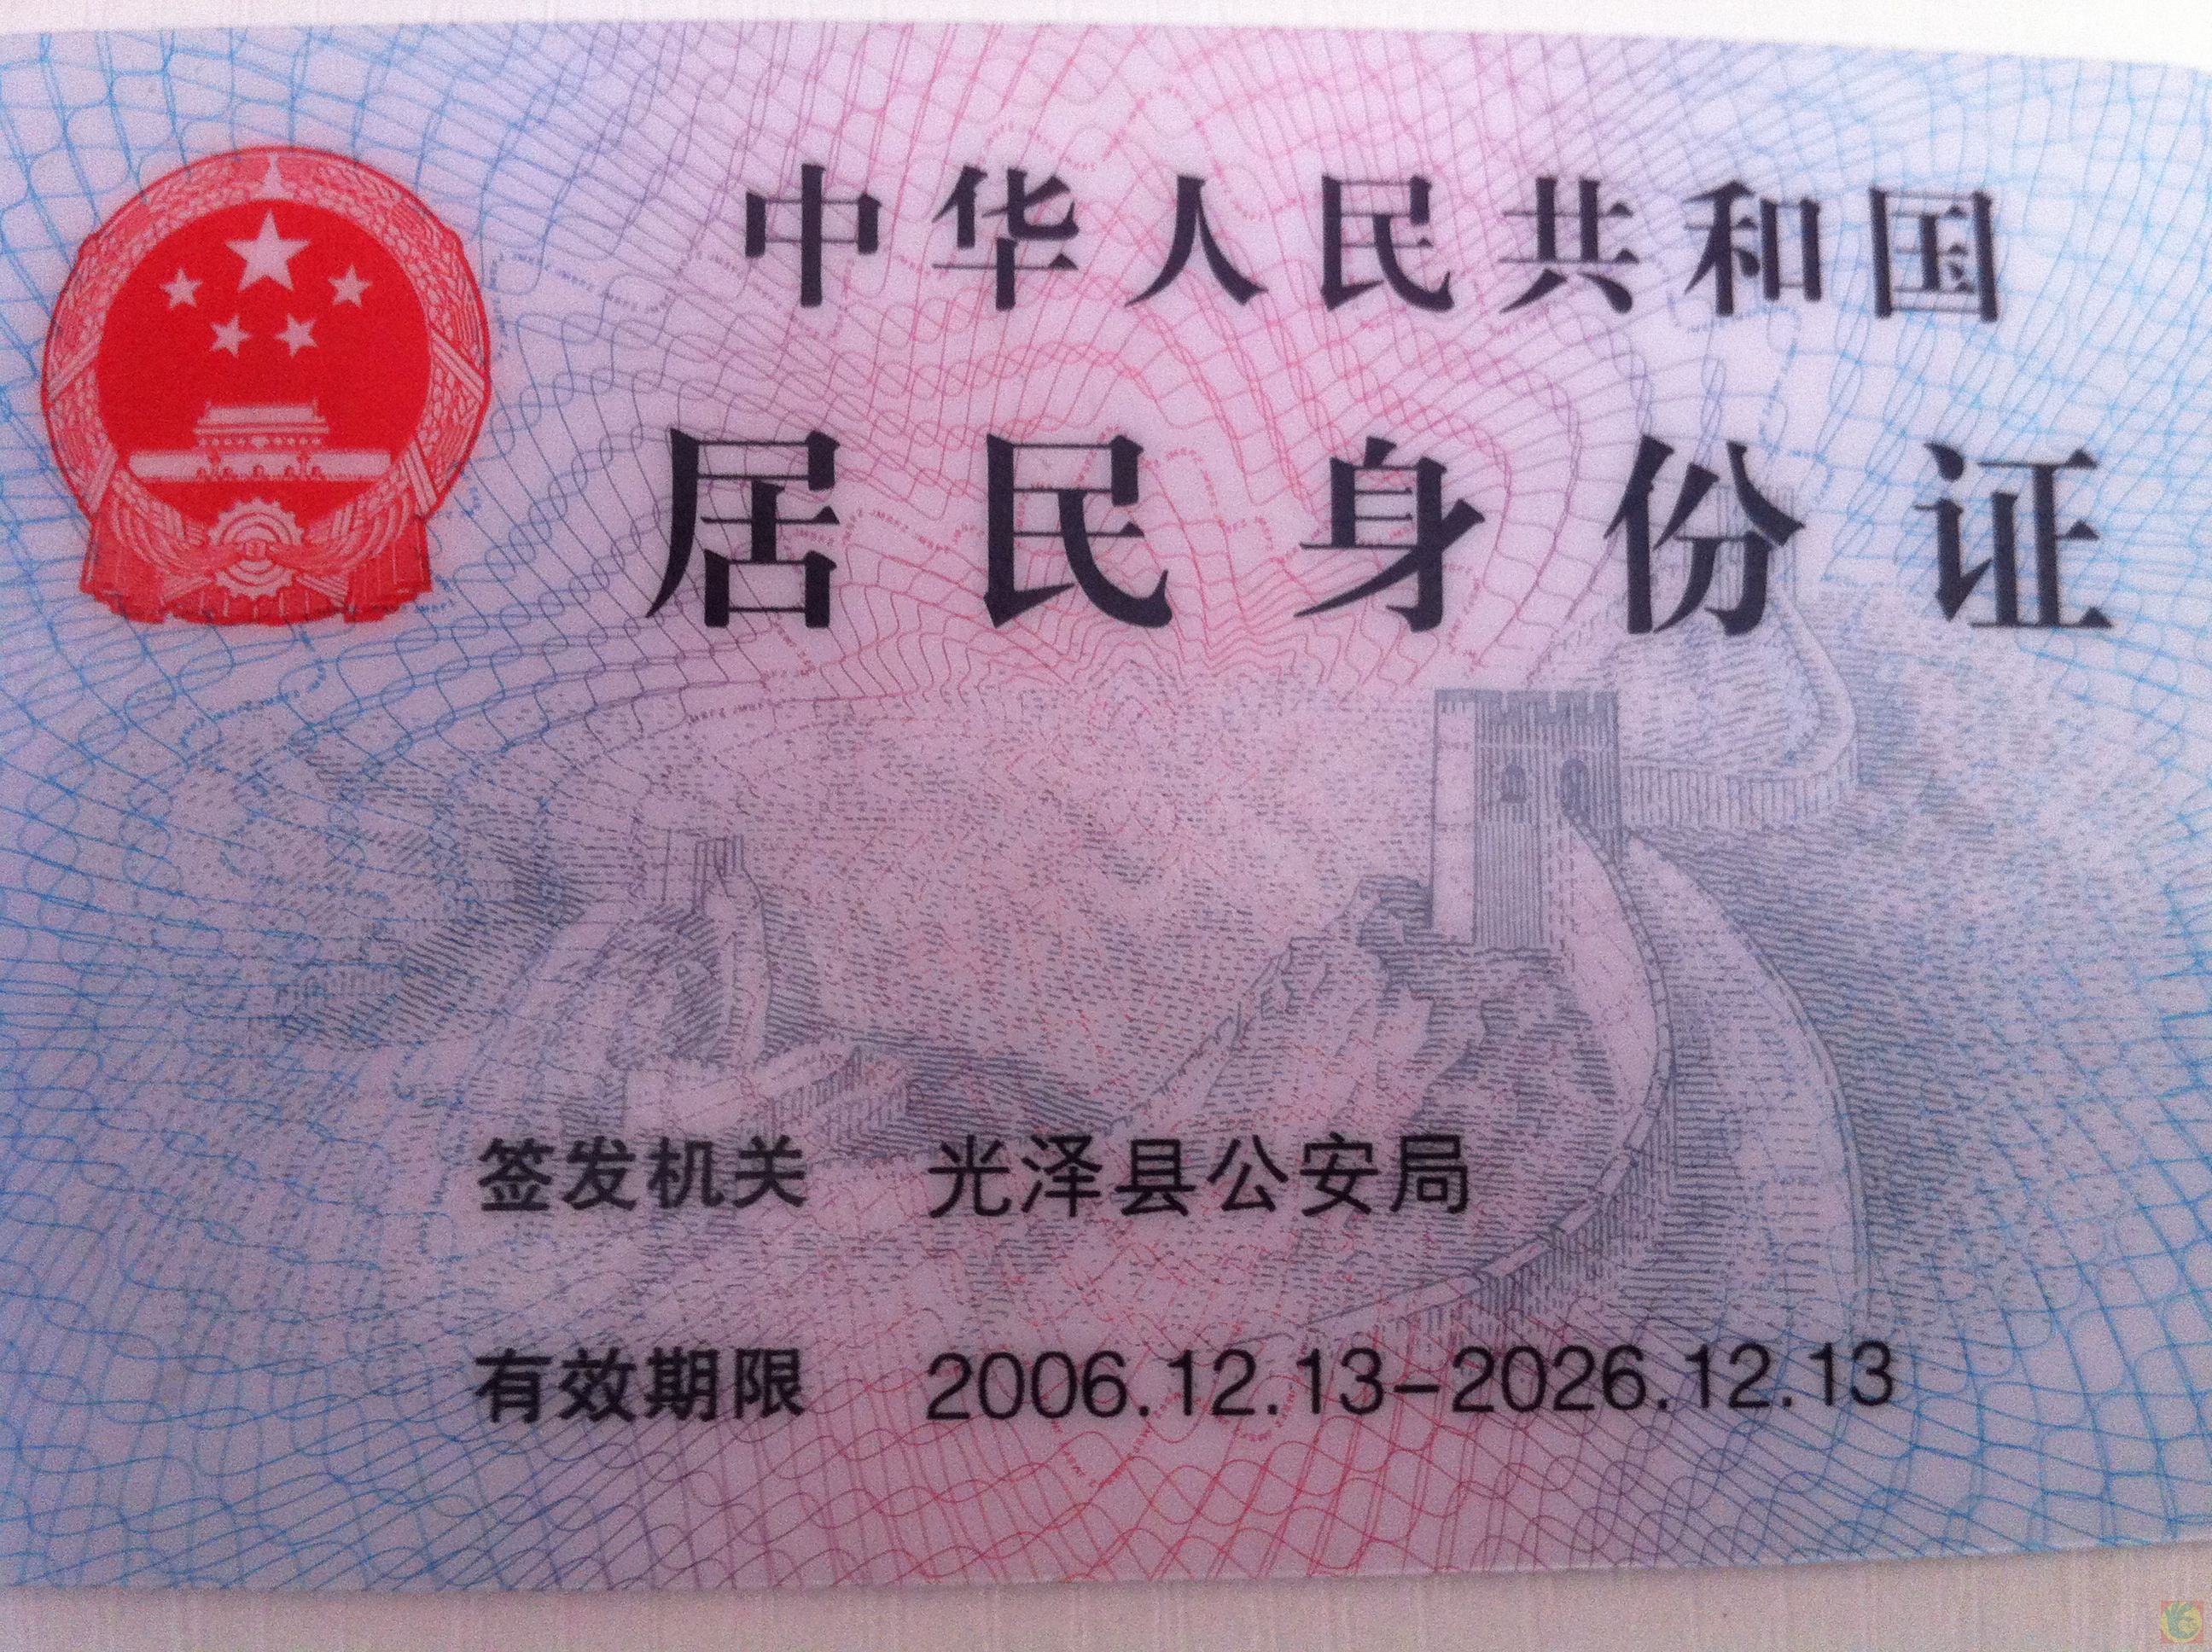 中华人民共和国
居民身份证
签发机关 光泽县公安局
有效期限 2006.12.13-2026.12.13